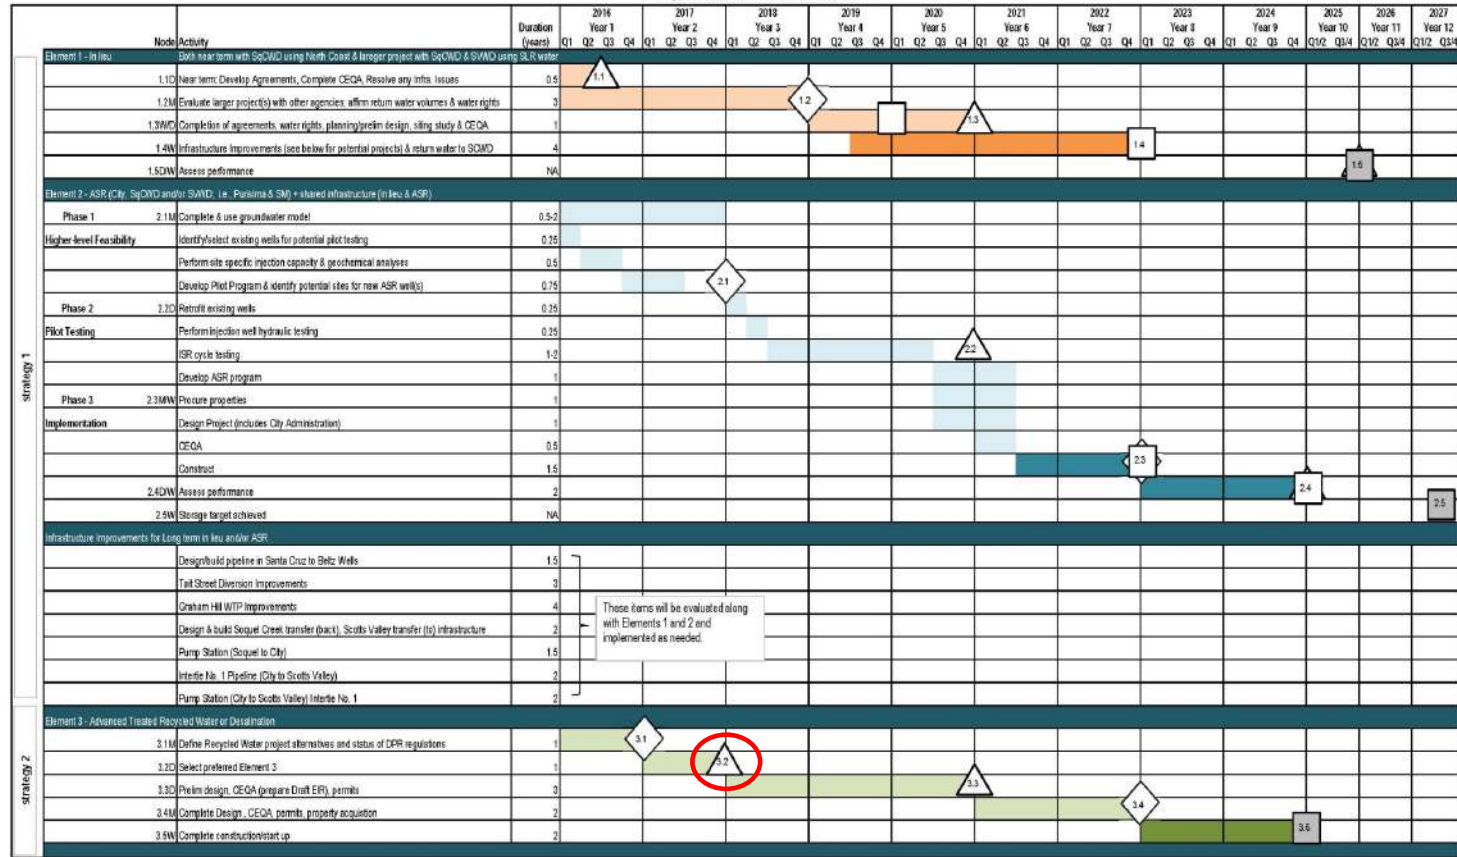 2016 2017 2018 2019 2020 2021 2022 2023 2024 2025 2026 2027
Duration Year 1 Year 2 Year 3 Year 4 Year 5 Year 6 Year 7 Year 8 Year 9 Year 10 Year 11 Year 12
Node Activity (years) Q1 Q2 Q3 Q4 Q1 Q2 Q3 Q4 Q1 Q2 Q3 Q4 Q1 Q2 Q3 Q4 Q1 Q2 Q3 Q4 Q1 Q2 Q3 Q4 Q1 Q2 Q3 Q4 Q1 Q2 Q3 Q4 Q1 Q2 Q3 Q4 Q1/2 Q3/4 Q1/2 Q3/4 Q1/2 Q3/4
Element 1 - In lieu Both near term with SqCWD using North Coast & lareger project with SqCWD & SVWD using SLR water
1.1D Near term: Develop Agreements, Complete CEQA, Resolve any Infra. Issues 0.5 1.1
1.2M Evaluate larger project(s) with other agencies; affirm return water volumes & water rights 3 1.2
1.3W/D Completion of agreements, water rights, planning/prelim design, siting study & CEQA 1 1.3
1.4W Infrastructure Improvements (see below for potential projects) & return water to SCWD 4 1.4
1.5D/W Assess performance NA 1.5
Element 2 - ASR (City, SqCWD and/or SVWD, i.e., Purisima & SM) + shared infrastructure (in lieu & ASR)
Phase 1 2.1M Complete & use groundwater model 0.5-2
Higher-level Feasibility Identify/select existing wells for potential pilot testing 0.25
Perform site specific injection capacity & geochemical analyses 0.5
Develop Pilot Program & identify potential sites for new ASR well(s) 0.75 2.1
Phase 2 2.2D Retrofit existing wells 0.25
Pilot Testing Perform injection well hydraulic testing 0.25
ISR cycle testing 1-2 2.2
Develop ASR program 1
Phase 3 2.3M/W Procure properties 1
Implementation Design Project (includes City Administration) 1
CEQA 0.5
Construct 1.5 2.3
2.4D/W Assess performance 2 2.4
2.5W Storage target achieved NA 2.5
strategy 1
Infrastructure Improvements for Long term in lieu and/or ASR
Design/build pipeline in Santa Cruz to Beltz Wells 1.5
Tait Street Diversion Improvements 3
Graham Hill WTP Improvements 4
Design & build Soquel Creek transfer (back), Scotts Valley transfer (to) infrastructure 2
Pump Station (Soquel to City) 1.5
Intertie No. 1 Pipeline (City to Scotts Valley) 2
Pump Station (City to Scotts Valley) Intertie No. 1 2
These items will be evaluated along
with Elements 1 and 2 and
implemented as needed.
Element 3 - Advanced Treated Recycled Water or Desalination
3.1M Define Recycled Water project alternatives and status of DPR regulations 1 3.1
3.2D Select preferred Element 3 1 3.2
3.3D Prelim design, CEQA (prepare Draft EIR), permits 3 3.3
3.4M Complete Design , CEQA, permits, property acquistion 2 3.4
3.5W Complete construction/start up 2
strategy 2